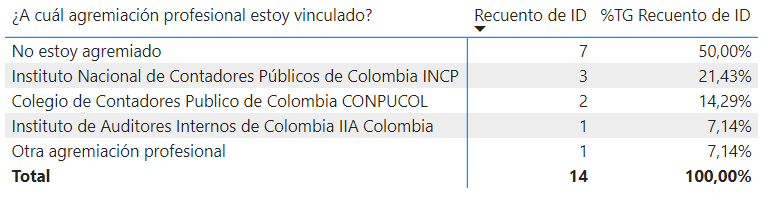 ¿A cuál agremiación profesional estoy vinculado? Recuento de ID %TG Recuento de ID
No estoy agremiado 7 50,00%
Instituto Nacional de Contadores Públicos de Colombia INCP 3 21,43%
Colegio de Contadores Publico de Colombia CONPUCOL 2 14,29%
Instituto de Auditores Internos de Colombia IIA Colombia 1 7,14%
Otra agremiación profesional 1 7,14%
Total 14 100,00%